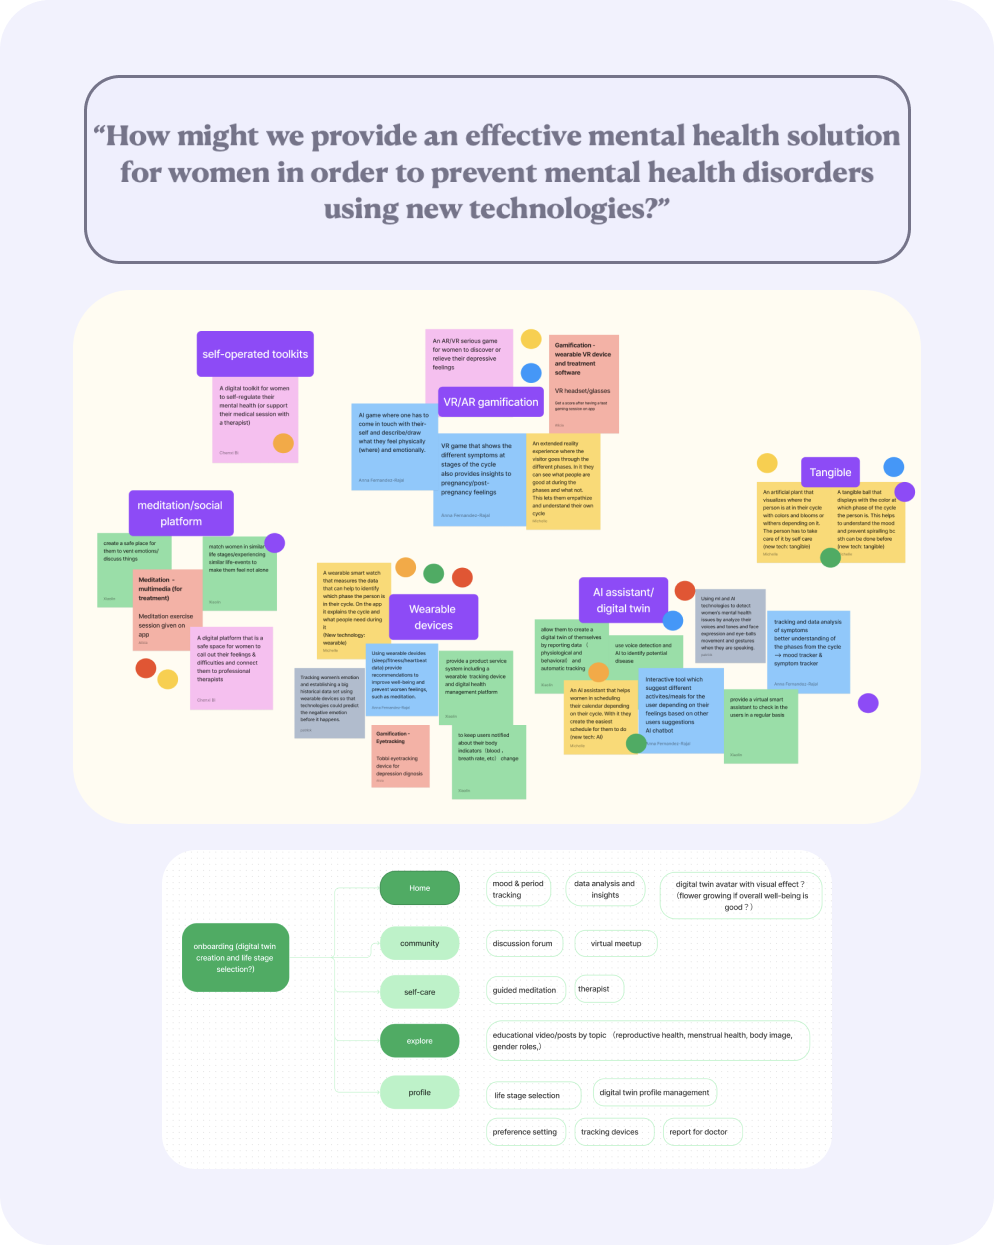 “How might we provide an effective mental health solution
for women in order to prevent mental health disorders
using new technologies?”
self-operated toolkits
A digital toolkit for women
to self-regulate their
mental health (or support
their medical session with
a therapist)
Chenxi Bi
An AR/VR serious game
for women to discover or
relieve their depressive
feelings
VR/AR gamification
Gamification -
wearable VR device
and treatment
software
VR headset/glasses
Get a score after having a test
gaming session on app
AI game where one has to
come in touch with their-
self and describe/draw
what they feel physically
(where) and emotionally.
Anna Fernandez-Rajal
VR game that shows the
different symptoms at
stages of the cycle
also provides insights to
pregnancy/post-
pregnancy feelings
Anna Fernandez-Rajal
An extended reality
experience where the
visitor goes through the
different phases. In it they
can see what people are
good at during the
phases and what not.
This lets them empathize
and understand their own
cycle
Michelle
Tangible
An artificial plant that
visualizes where the
person is at in their cycle
with colors and blooms or
withers depending on it.
The person has to take
care of it by self care
(new tech: tangible)
Michelle
A tangible ball that
displays with the color at
which phase of the cycle
the person is. This helps
to understand the mood
and prevent spiralling bc
sth can be done before
(new tech: tangible)
Michelle
meditation/social
platform
create a safe place for
them to vent emotions/
discuss things
match women in similar
life stages/experiencing
similar life-events to
make them feel not alone
Meditation -
multimedia (for
treatment)
Meditation exercise
session given on
app
A digital platform that is a
safe space for women to
call out their feelings &
difficulties and connect
them to professional
therapists
Chenxi Bi
A wearable smart watch
that measures the data
that can help to identify
which phase the person is
in their cycle. On the app
it explains the cycle and
what people need during
it
(New technology:
wearable)
Michelle
Wearable
devices
Tracking women's emotion
and establishing a big
historical data set using
wearable devices so that
technologies could predict
the negative emotion
before it happens.
Using wearable devides
(sleep/fitness/heartbeat
data) provide
recommendations to
improve well-being and
prevent worsen feelings,
such as meditation.
Anna Fernandez-Rajal
provide a product service
system including a
wearable tracking device
and digital health
management platform
Gamification -
Eyetracking
Tobiii eyetracking
device for
depression dignosis
to keep users notified
about their body
indicators（blood ,
breath rate, etc） change
AI assistant/
digital twin
allow them to create a
digital twin of themselves
by reporting date （
physiological and
behavioral） and
automatic tracking
use voice detection and
AI to identify potential
disease
Using ml and AI
technologies to detect
women's mental health
issues by analyze their
voices and tones and face
expression and eye-balls
movement and gestures
when they are speaking.
tracking and data analysis
of symptoms
better understanding of
the phases from the cycle
-> mood tracker &
symptom tracker
Anna Fernandez-Rajal
An AI assistant that helps
women in scheduling
their calendar depending
on their cycle. With it they
create the easiest
schedule for them to do
(new tech: AI)
Michelle
Interactive tool which
suggest different
activites/meals for the
user depending on their
feelings based on other
users suggestions
AI chatbot
Anna Fernandez-Rajal
provide a virtual smart
assistant to check in the
users in a regular basis
onboarding (digital twin
creation and life stage
selection?)
Home
mood & period
tracking
data analysis and
insights
digital twin avatar with visual effect？
（flower growing if overall well-being is
good？）
community
discussion forum
virtual meetup
self-care
guided meditation
therapist
explore
educational video/posts by topic （reproductive health, menstrual health, body image,
gender roles,）
profile
life stage selection
digital twin profile management
preference setting
tracking devices
report for doctor